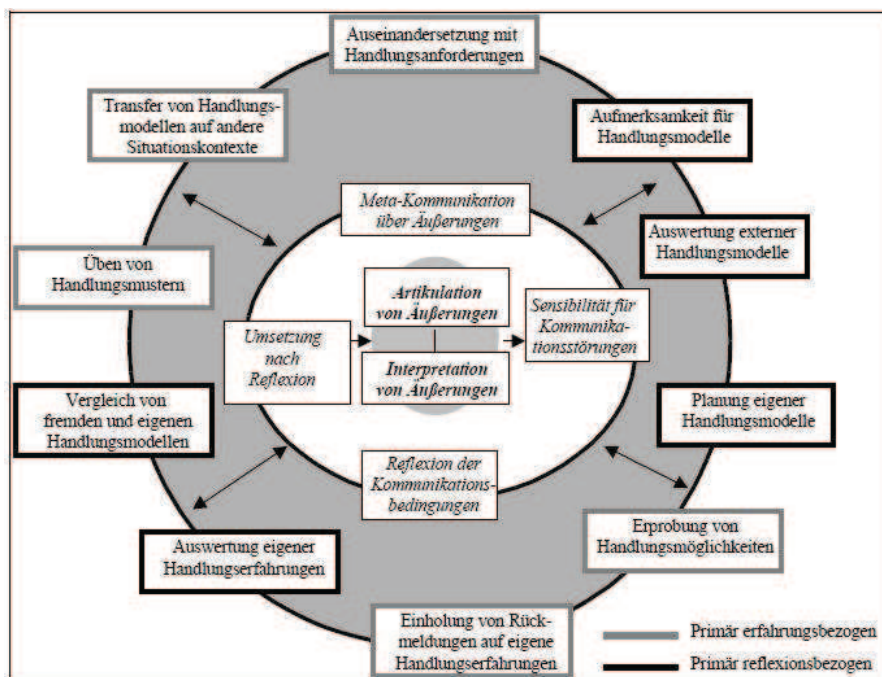 Auseinandersetzung mit
Handlungsanforderungen
Transfer von Handlungs-
modellen auf andere
Situationskontexte
Aufmerksamkeit für
Handlungsmodelle
Meta-Kommunikation
über Äußerungen
Auswertung externer
Handlungsmodelle
Üben von
Handlungsmustern
Artikulation
von Äußerungen
Sensibilität für
Kommunika-
tionsstörungen
Umsetzung
nach
Reflexion
Interpretation
von Äußerungen
Vergleich von
fremden und eigenen
Handlungsmodellen
Planung eigener
Handlungsmodelle
Reflexion der
Kommunikations-
bedingungen
Auswertung eigener
Handlungserfahrungen
Erprobung von
Handlungsmöglichkeiten
Einholung von Rück-
meldungen auf eigene
Handlungserfahrungen
Primär erfahrungsbezogen
Primär reflexionsbezogen